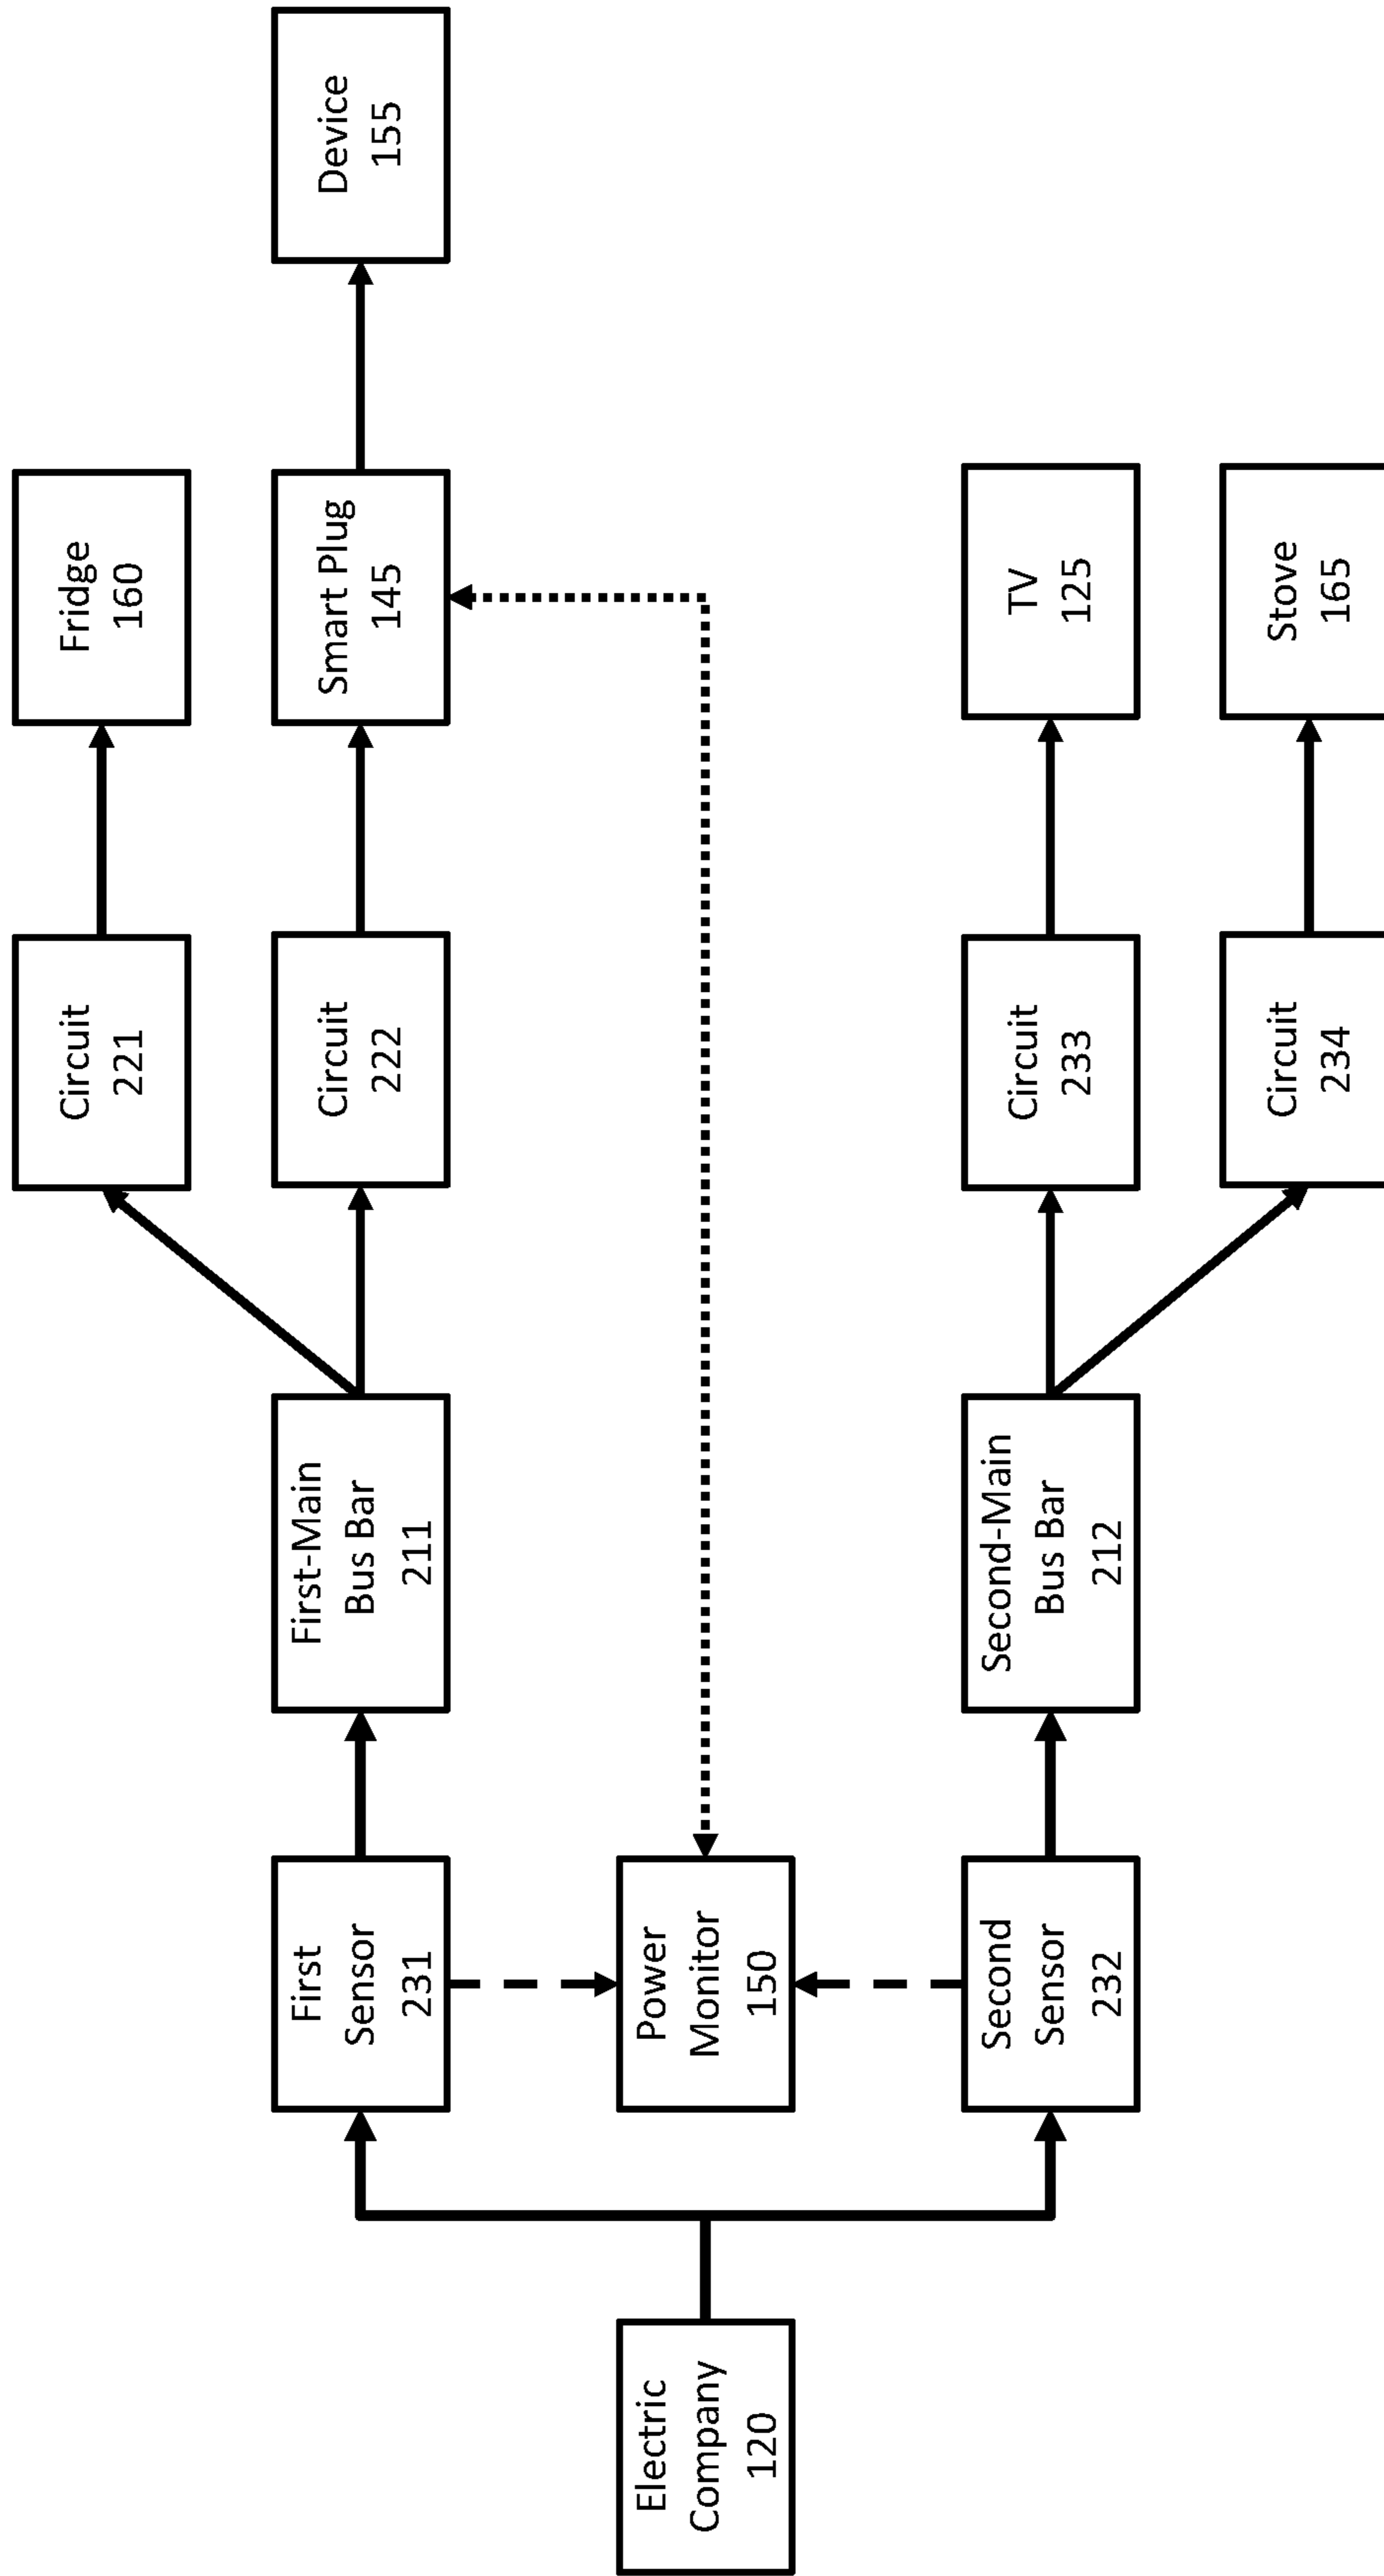 Electric
Company
120
First
Sensor
231
Power
Monitor
150
Second
Sensor
232
First-Main
Bus Bar
211
Second-Main
Bus Bar
212
Circuit
221
Circuit
222
Circuit
233
Circuit
234
Fridge
160
Smart Plug
145
TV
125
Stove
165
Device
155